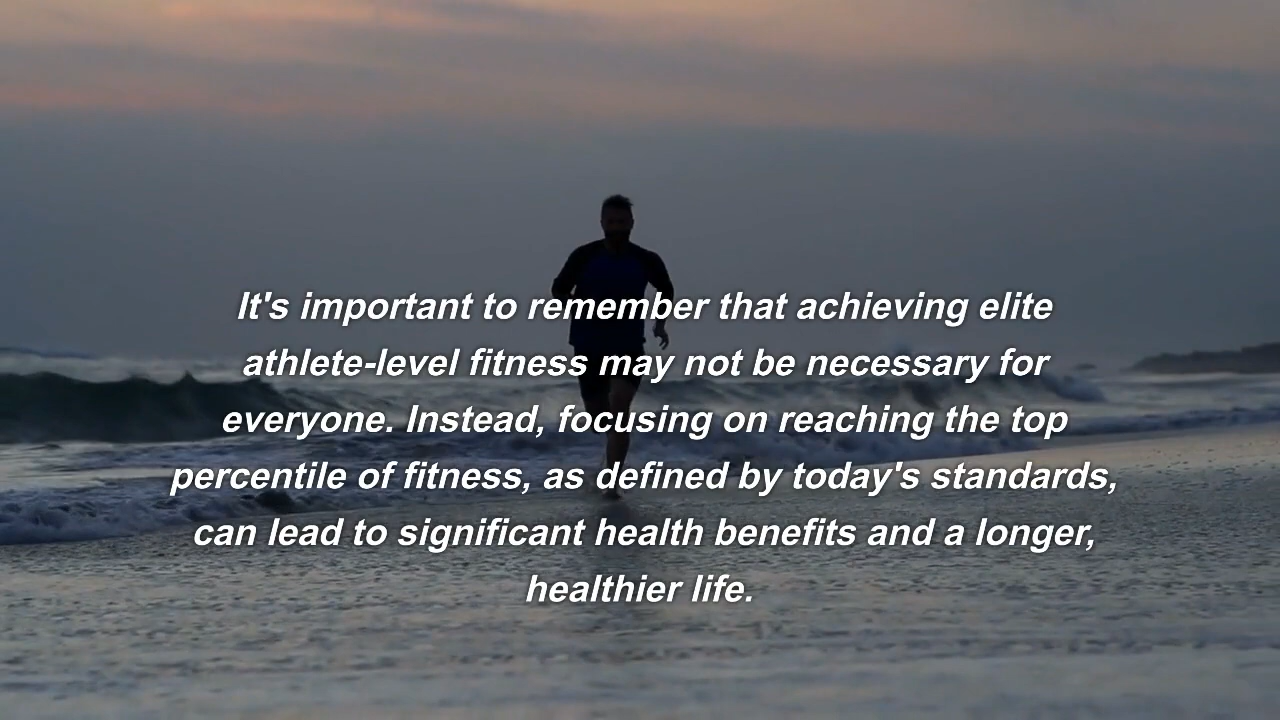 It's important to remember that achieving elite
athlete-level fitness may not be necessary for
everyone. Instead, focusing on reaching the top
percentile of fitness, as defined by today's standards,
can lead to significant health benefits and a longer,
healthier life.